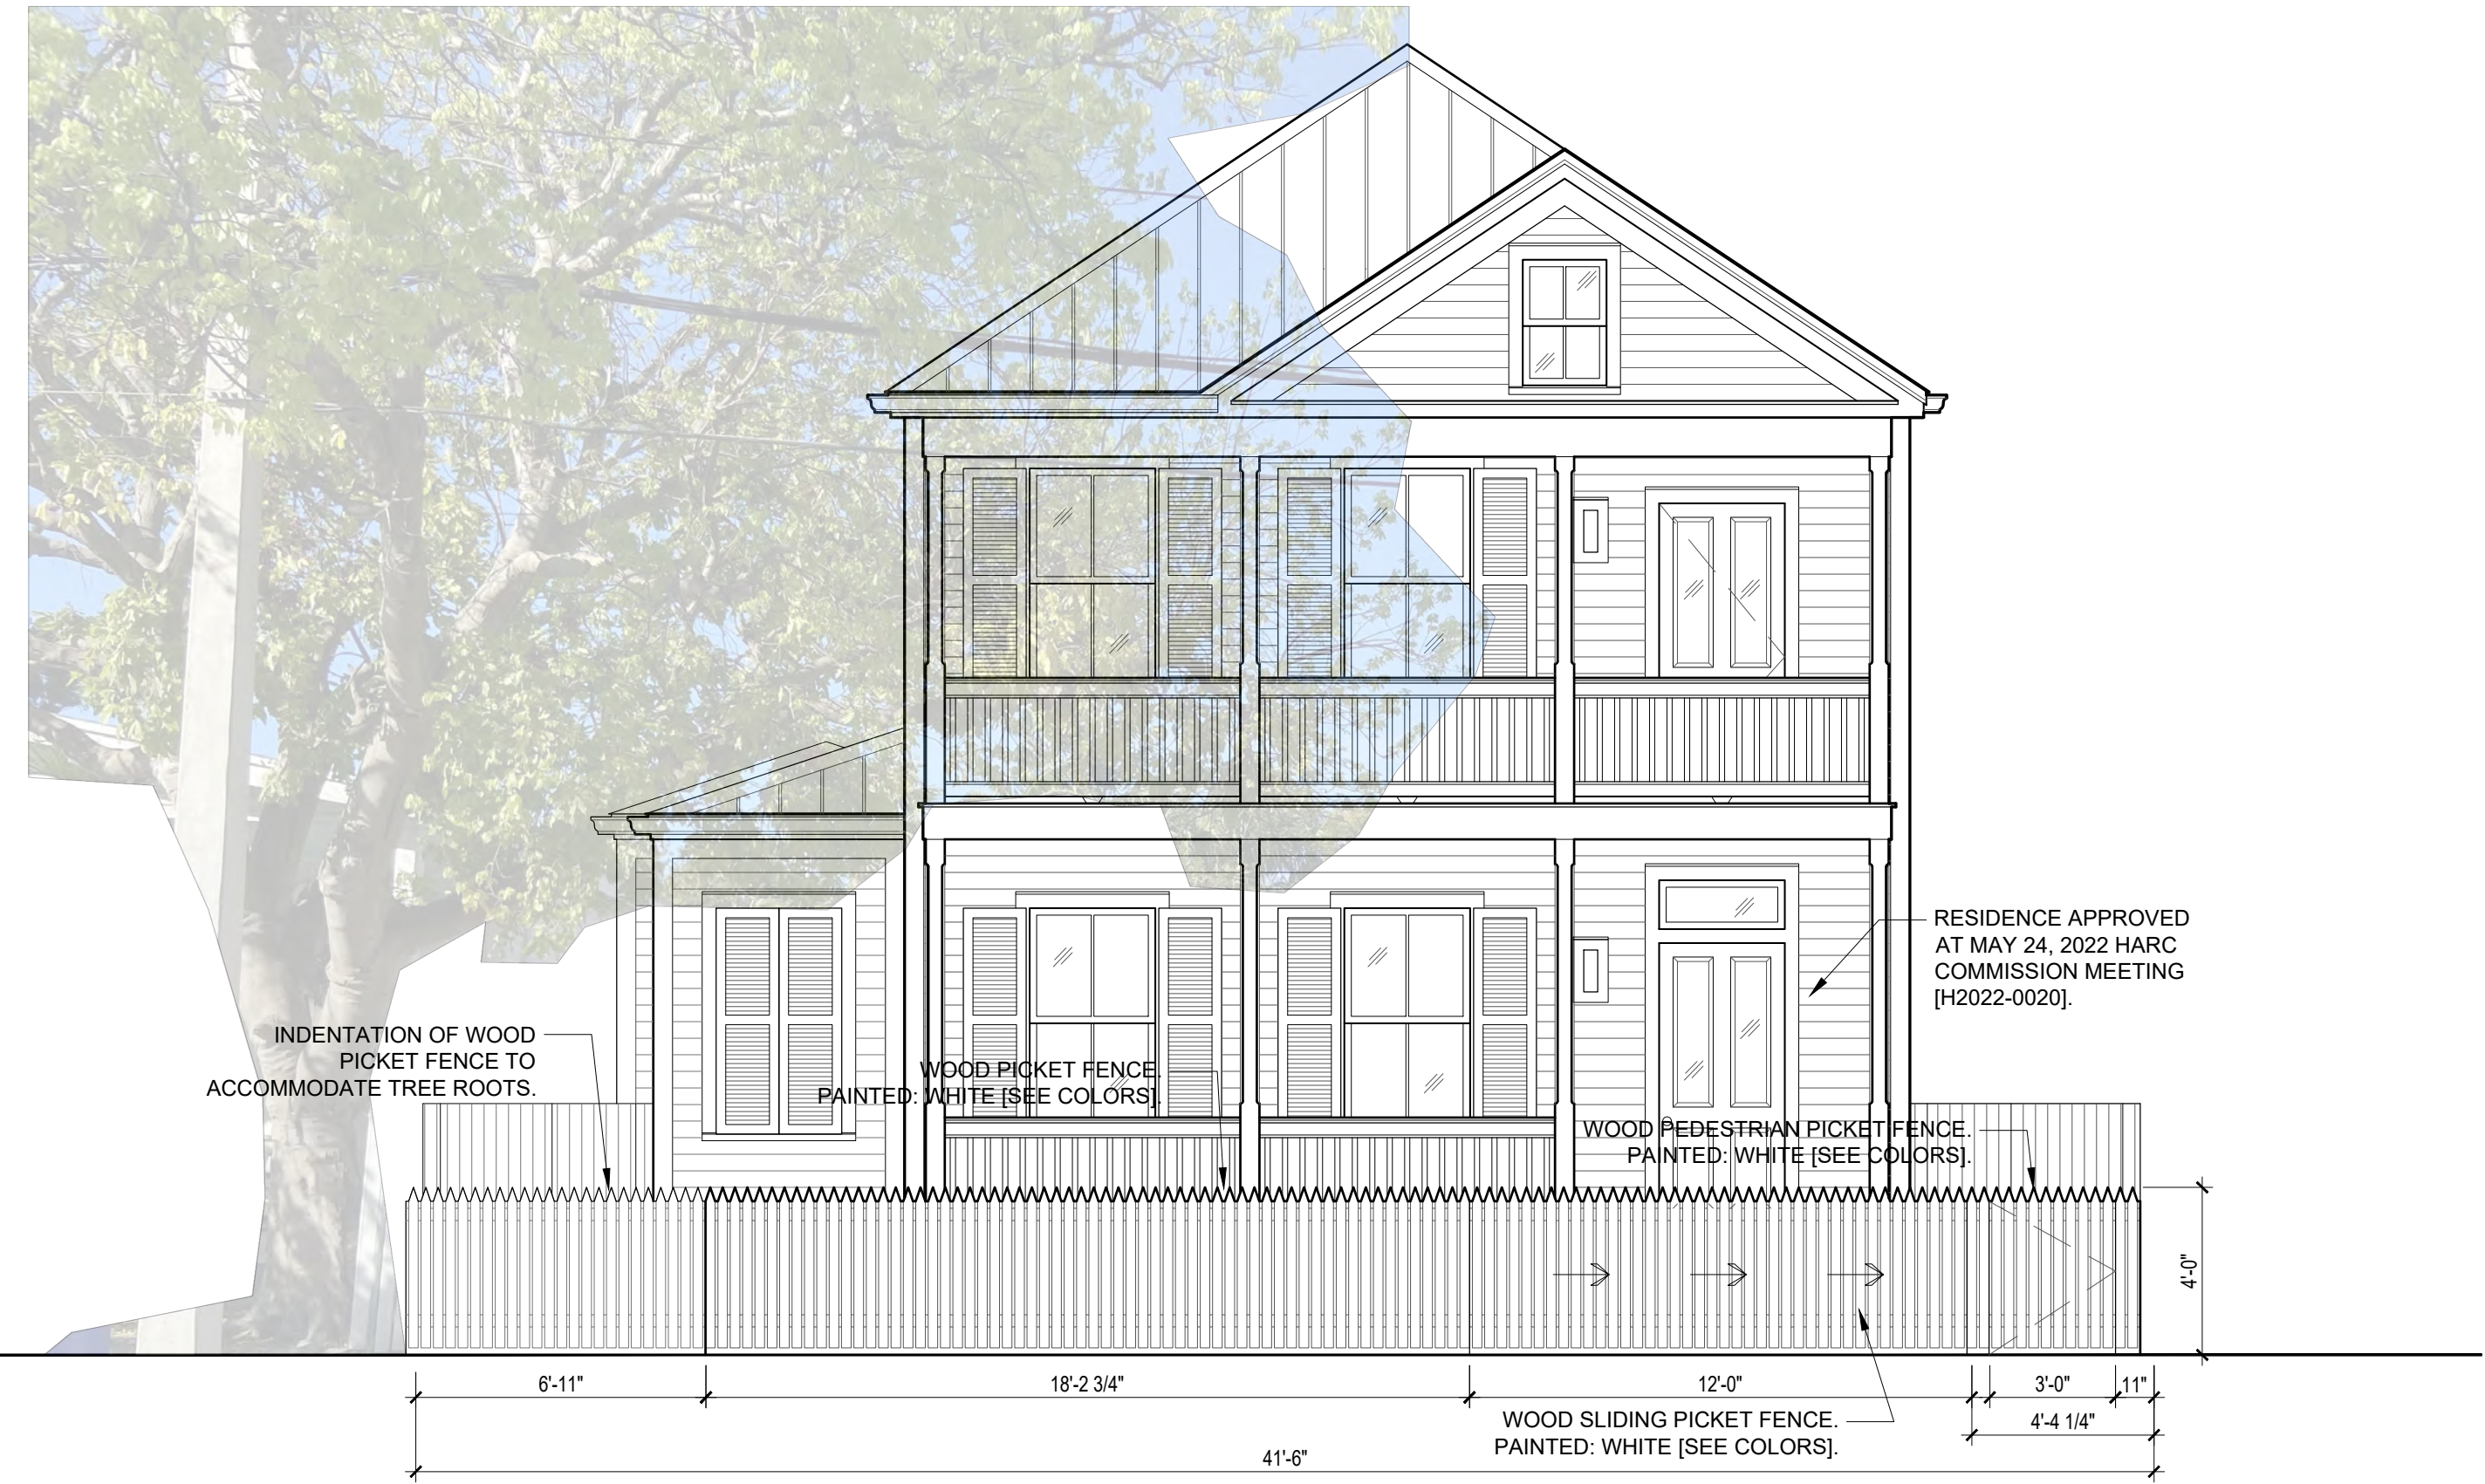 RESIDENCE APPROVED
AT MAY 24, 2022 HARC
COMMISSION MEETING
[H2022-0020].
INDENTATION OF WOOD
PICKET FENCE TO
ACCOMMODATE TREE ROOTS.
WOOD PICKET FENCE.
PAINTED: WHITE [SEE COLORS].
WOOD PEDESTRIAN PICKET FENCE.
PAINTED: WHITE [SEE COLORS].
4'-0"
6'-11"
18'-2 3/4"
12'-0"
3'-0"
11"
WOOD SLIDING PICKET FENCE.
PAINTED: WHITE [SEE COLORS].
4'-4 1/4"
41'-6"